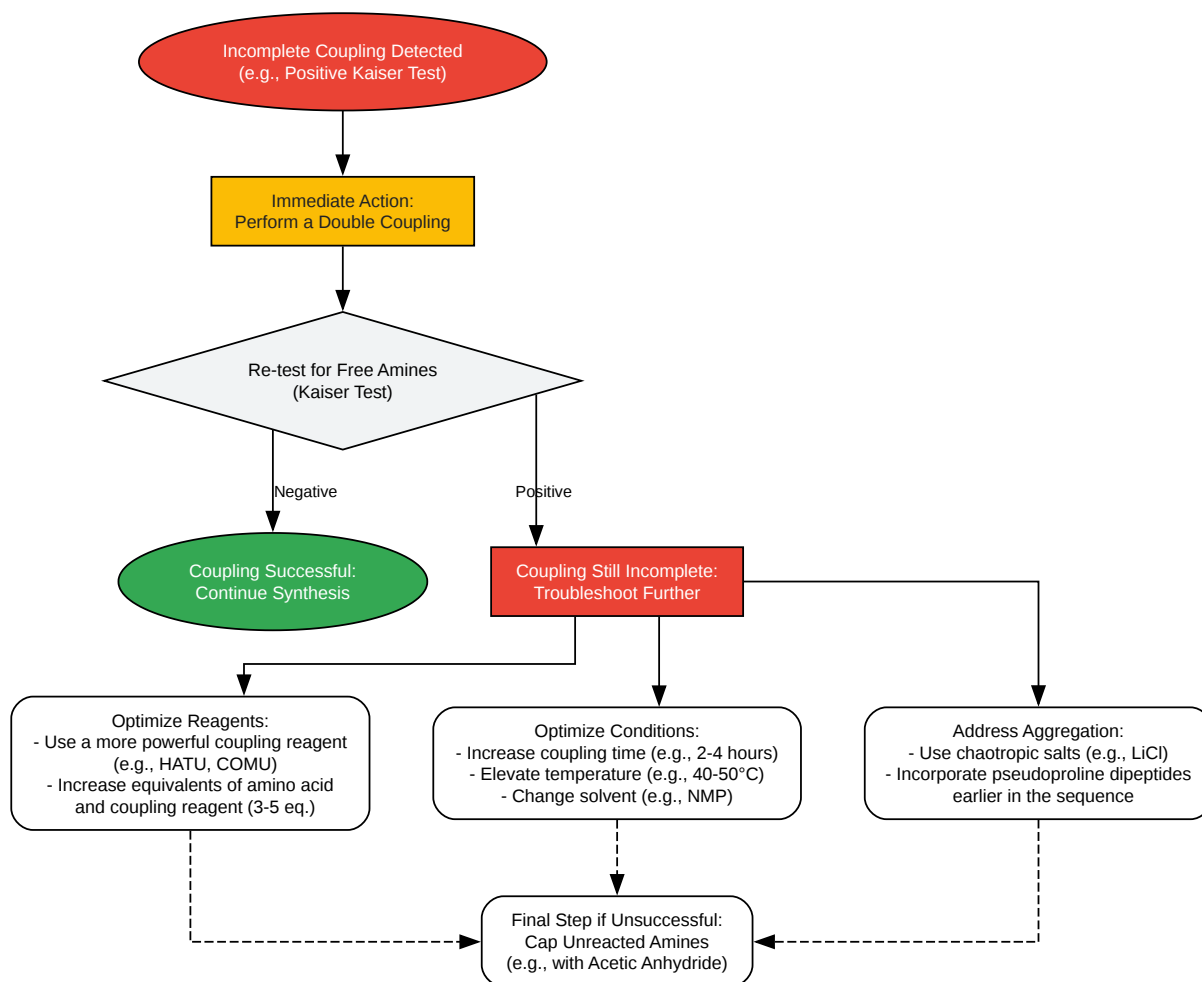 Incomplete Coupling Detected
(e.g., Positive Kaiser Test)
Immediate Action:
Perform a Double Coupling
Re-test for Free Amines
(Kaiser Test)
Negative
Positive
Coupling Successful:
Continue Synthesis
Coupling Still Incomplete:
Troubleshoot Further
Optimize Reagents:
- Use a more powerful coupling reagent
(e.g., HATU, COMU)
- Increase equivalents of amino acid
and coupling reagent (3-5 eq.)
Optimize Conditions:
- Increase coupling time (e.g., 2-4 hours)
- Elevate temperature (e.g., 40-50°C)
- Change solvent (e.g., NMP)
Address Aggregation:
- Use chaotropic salts (e.g., LiCl)
- Incorporate pseudoproline dipeptides
earlier in the sequence
Final Step if Unsuccessful:
Cap Unreacted Amines
(e.g., with Acetic Anhydride)